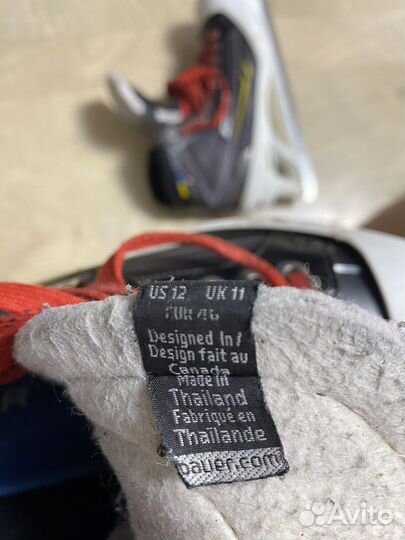 US 12 UK 11
EUR 46
Designed In/
Design fait au
Canada
Made in
Thailand
Fabriqué en
Thaïlande
bauer.com
R
Avito